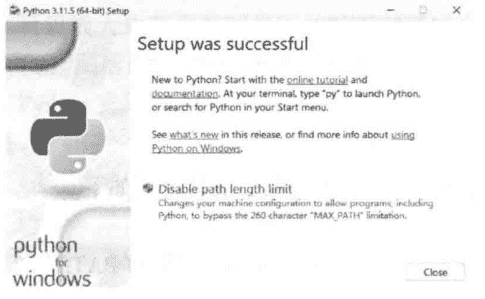 Python 3.11.5 (64-bit) Setup
Setup was successful
New to Python? Start with the online tutorial and
documentation. At your terminal, type "py" to launch Python,
or search for Python in your Start menu.
See what's new in this release, or find more info about using
Python on Windows.
Disable path length limit
Changes your machine configuration to allow programs, including
Python, to bypass the 260 character "MAX_PATH" limitation.
python
for
windows
Close